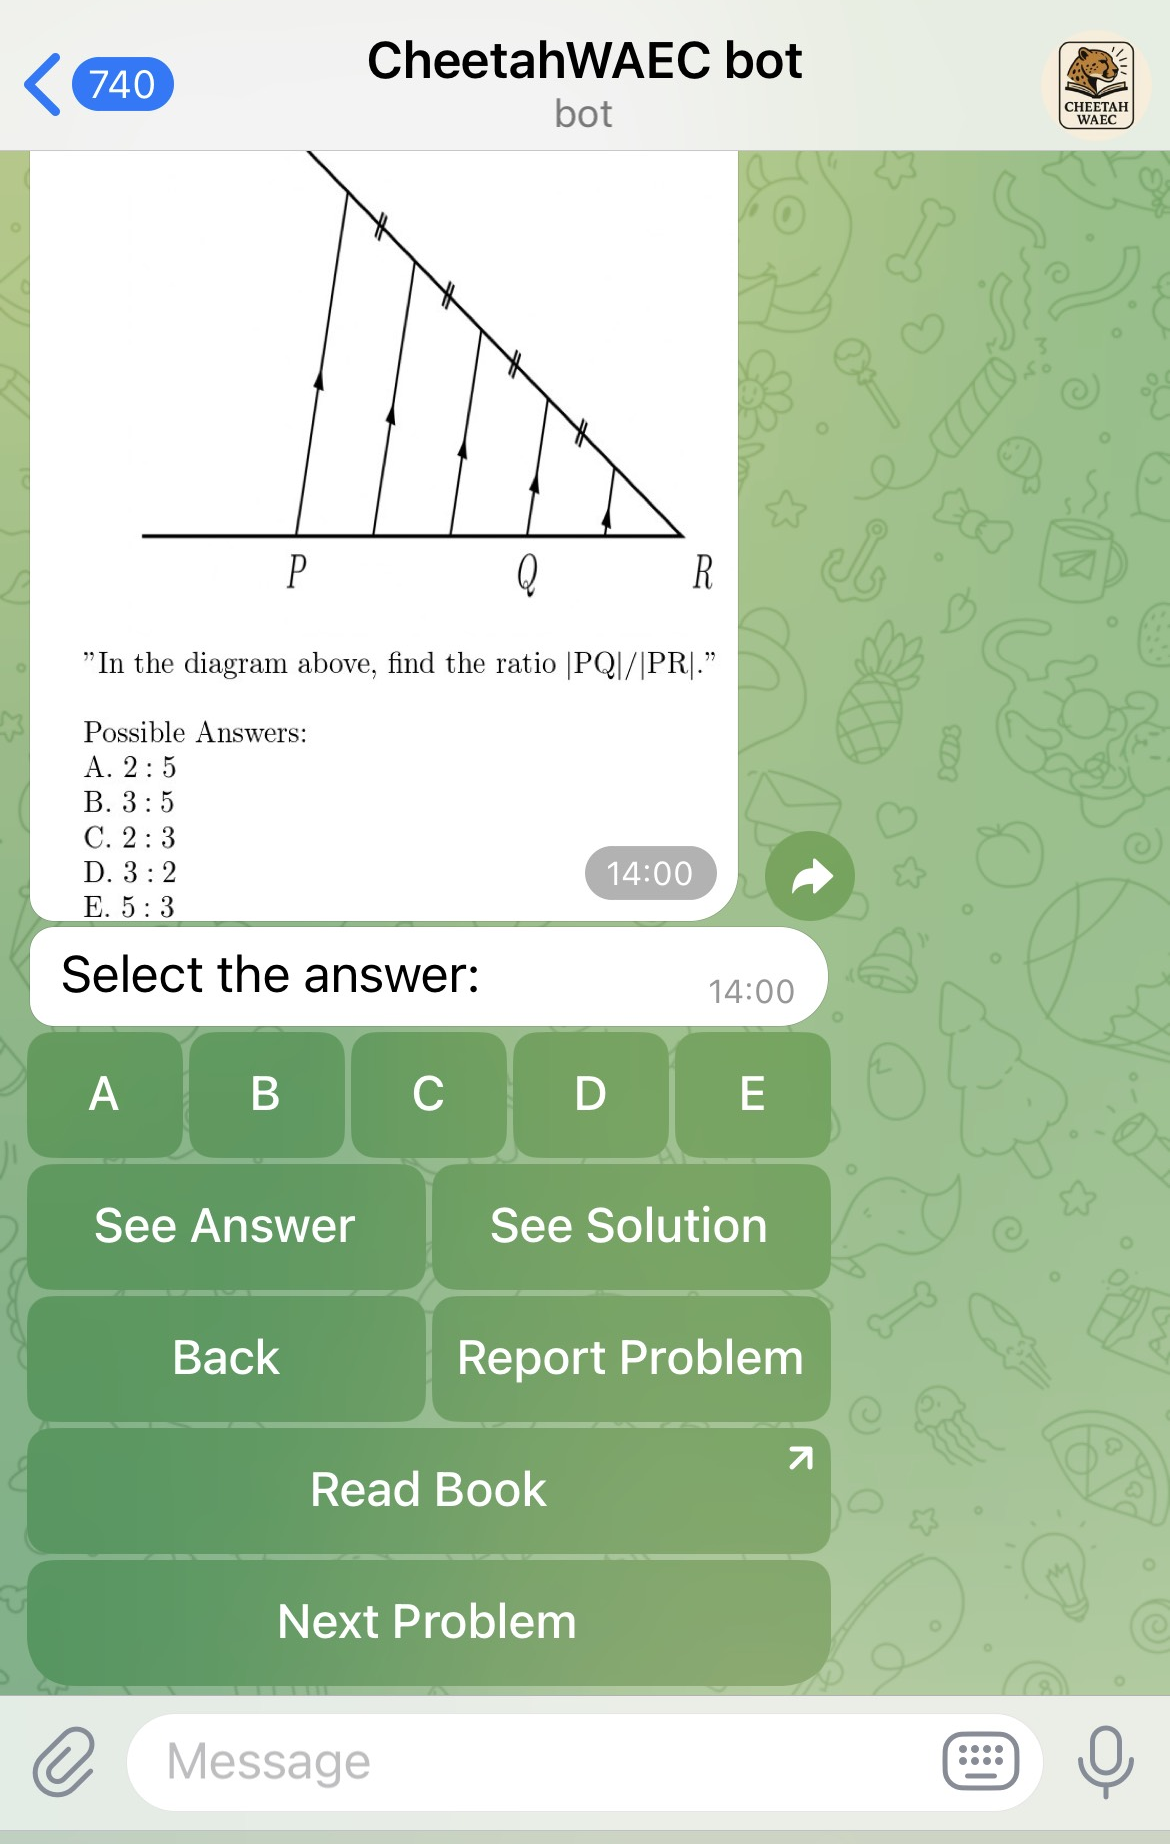 740
CheetahWAEC bot
bot
CHEETAH
WAEC
P
Q
R
”In the diagram above, find the ratio |PQ|/|PR|.”
Possible Answers:
A. 2 : 5
B. 3 : 5
C. 2 : 3
D. 3 : 2
E. 5 : 3
14:00
Select the answer:
14:00
A
B
C
D
E
See Answer
See Solution
Back
Report Problem
Read Book
Next Problem
Message